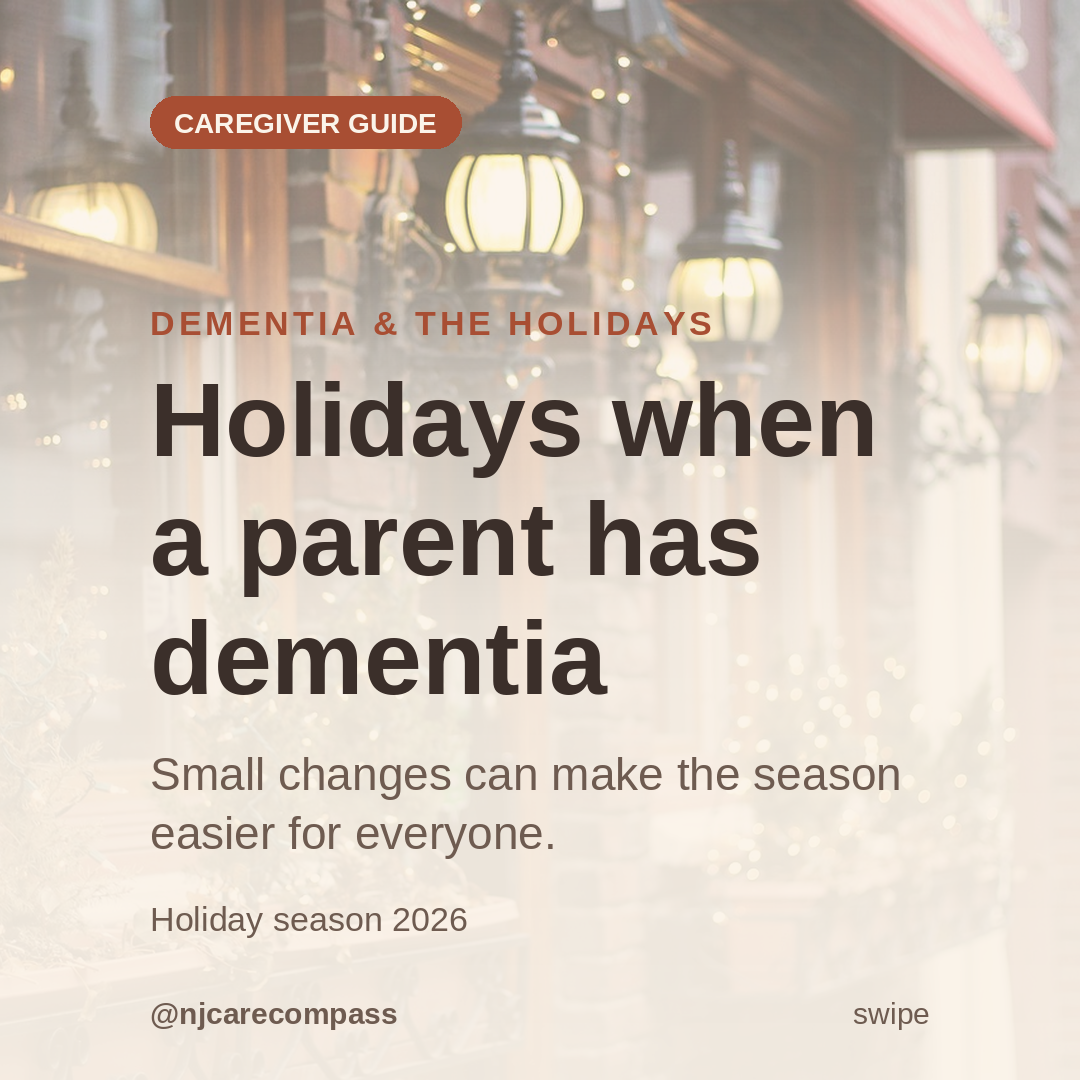 CAREGIVER GUIDE
DEMENTIA & THE HOLIDAYS
Holidays when
a parent has
dementia
Small changes can make the season
easier for everyone.
Holiday season 2026
@njcarecompass
swipe